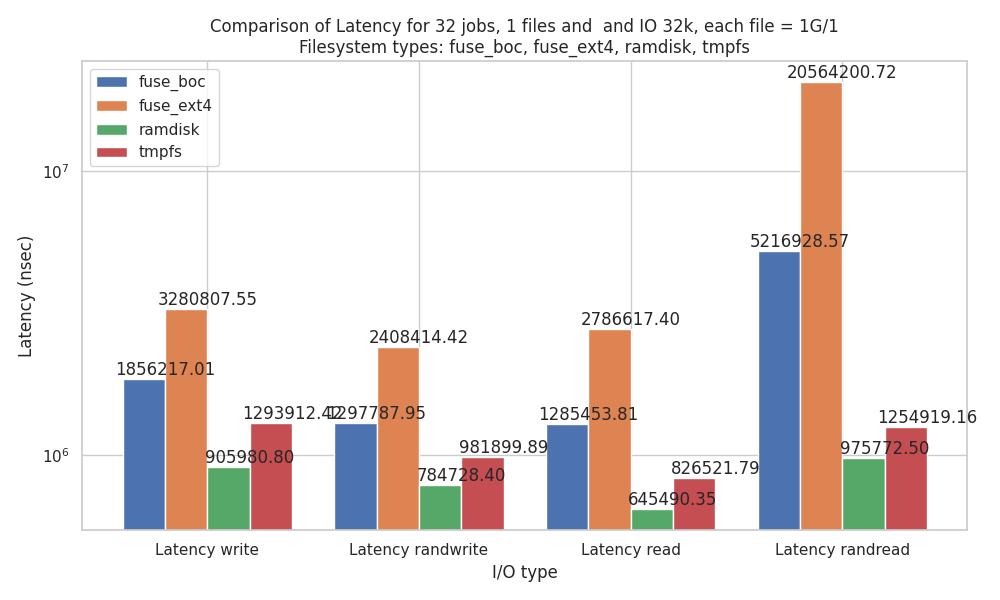 Comparison of Latency for 32 jobs, 1 files and  and IO 32k, each file = 1G/1
Filesystem types: fuse_boc, fuse_ext4, ramdisk, tmpfs
fuse_boc
fuse_ext4
ramdisk
tmpfs
Latency (nsec)
10^7
10^6
1856217.01
3280807.55
905980.80
1293912.42
1297787.95
2408414.42
784728.40
981899.89
1285453.81
2786617.40
645490.35
826521.79
5216928.57
20564200.72
975772.50
1254919.16
Latency write
Latency randwrite
Latency read
Latency randread
I/O type